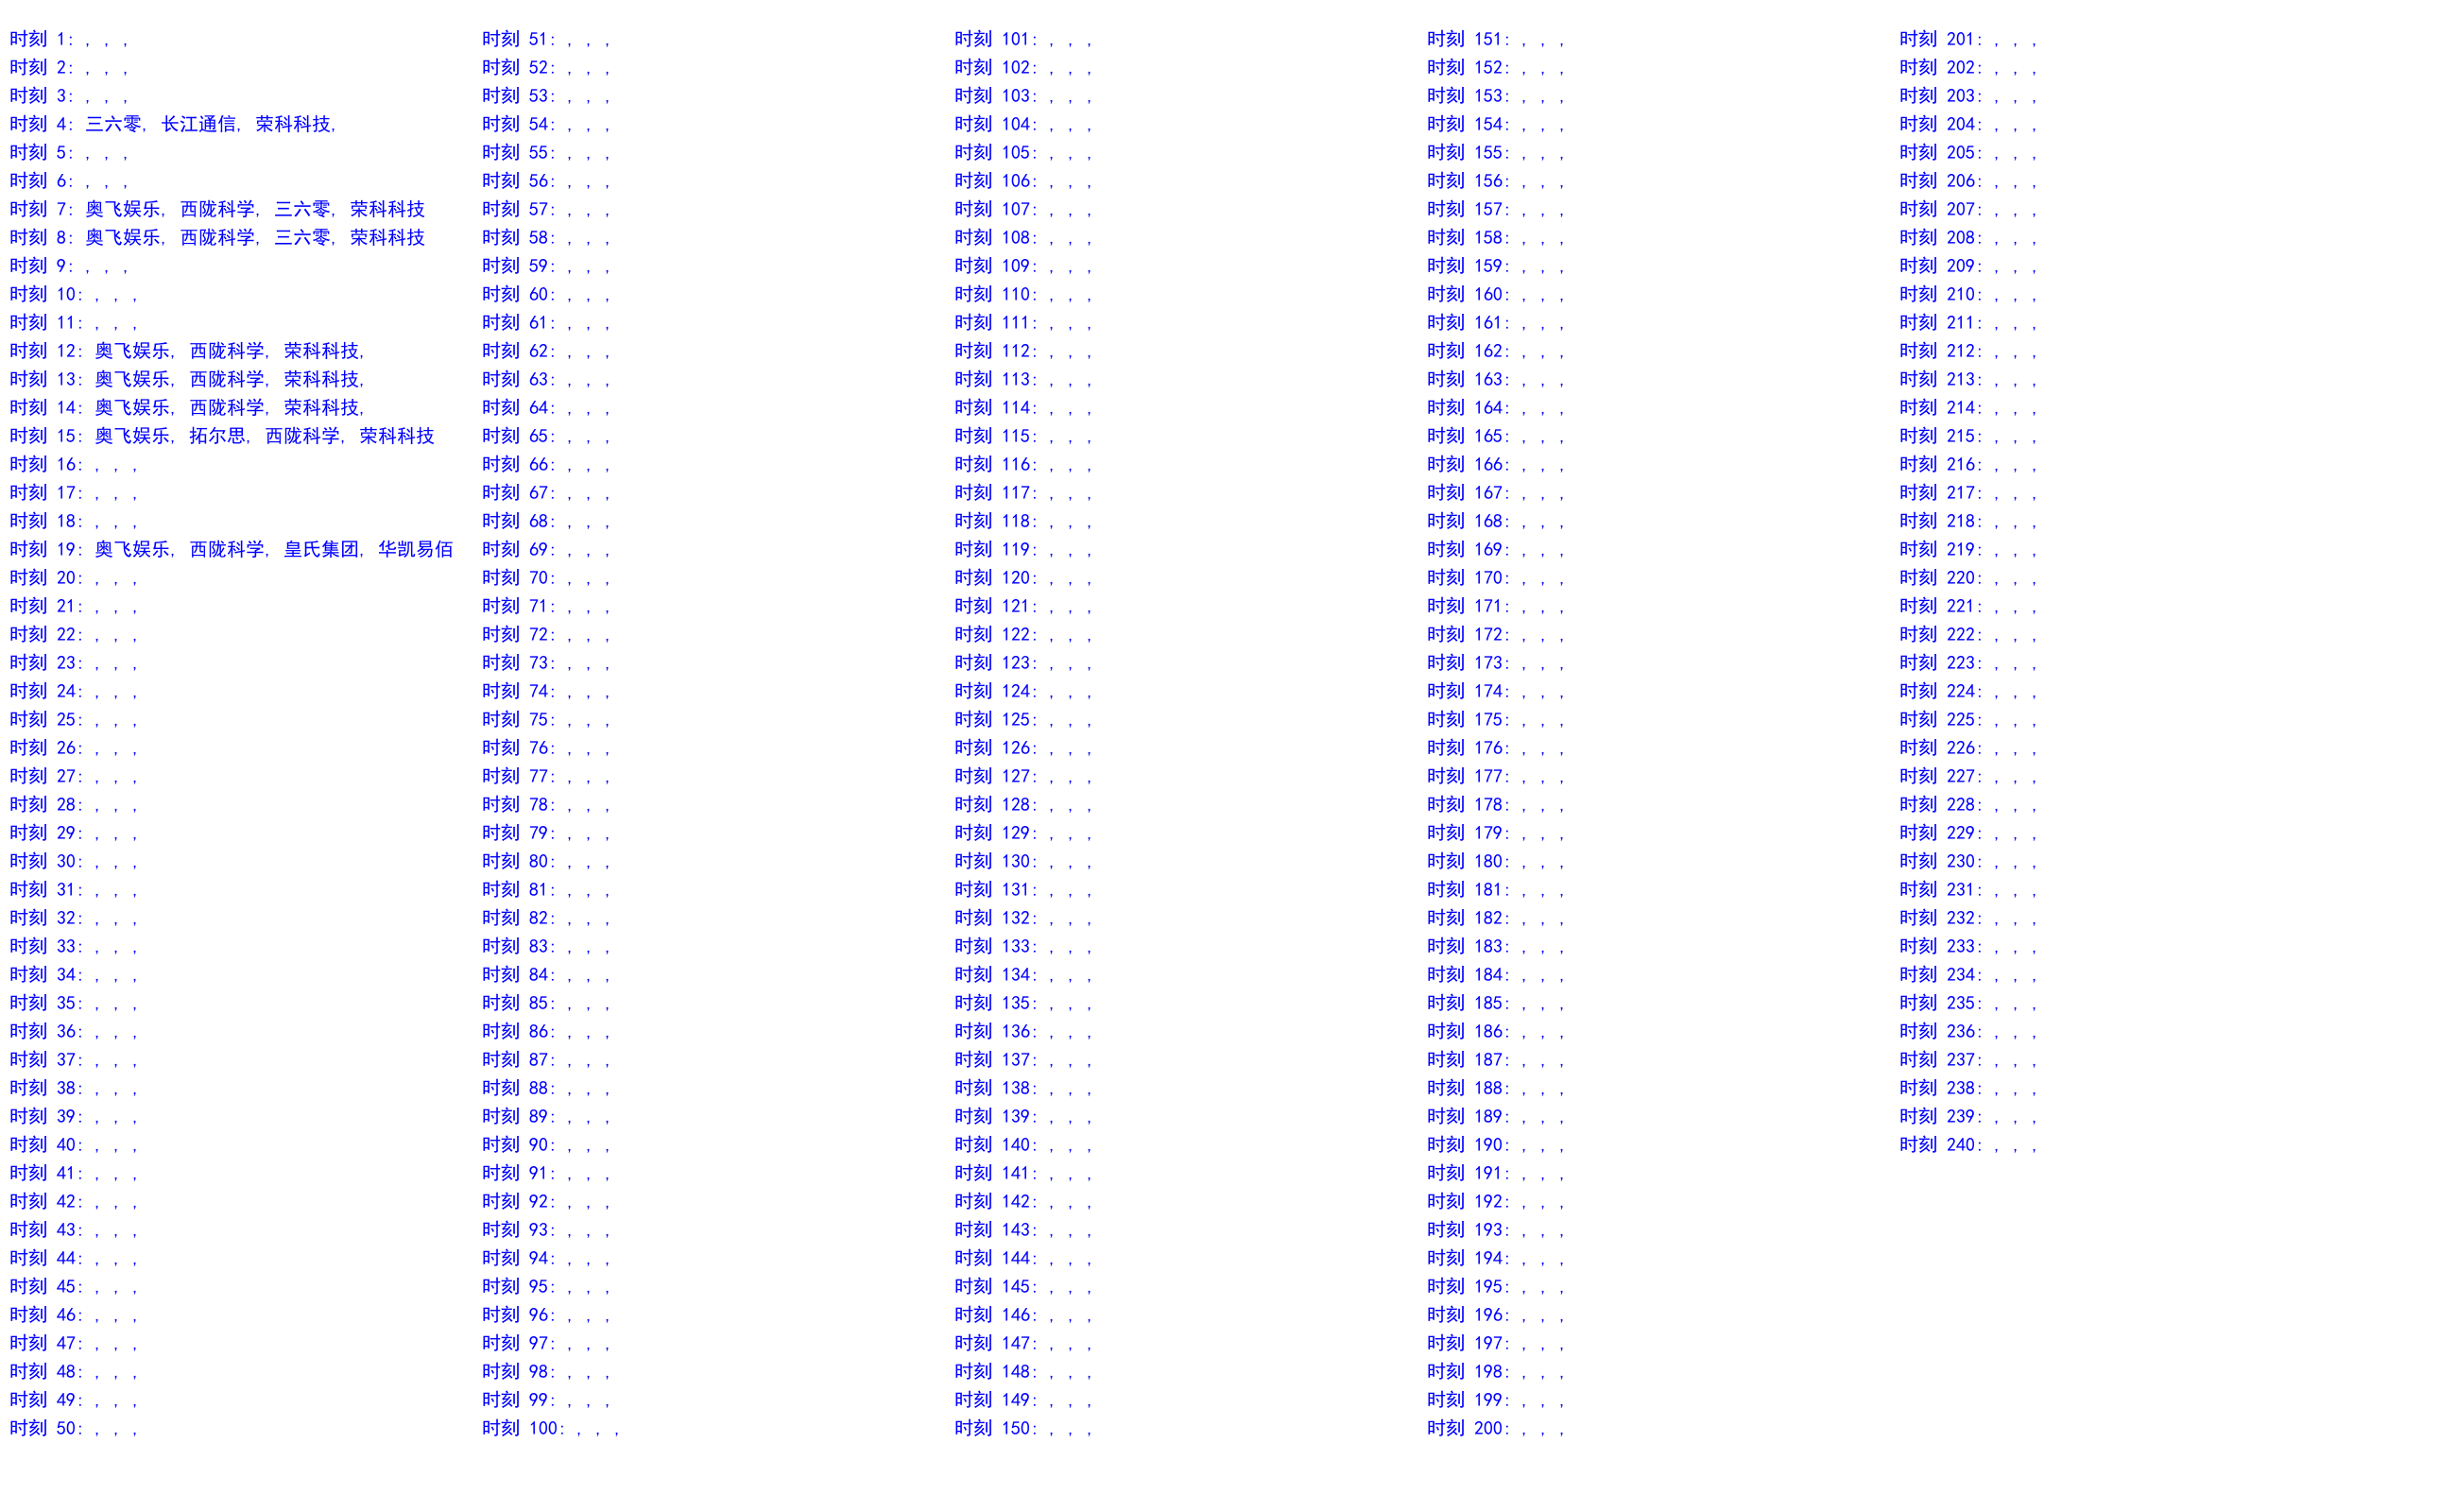 时刻 1: , , ,
时刻 2: , , ,
时刻 3: , , ,
时刻 4: 三六零, 长江通信, 荣科科技,
时刻 5: , , ,
时刻 6: , , ,
时刻 7: 奥飞娱乐, 西陇科学, 三六零, 荣科科技
时刻 8: 奥飞娱乐, 西陇科学, 三六零, 荣科科技
时刻 9: , , ,
时刻 10: , , ,
时刻 11: , , ,
时刻 12: 奥飞娱乐, 西陇科学, 荣科科技,
时刻 13: 奥飞娱乐, 西陇科学, 荣科科技,
时刻 14: 奥飞娱乐, 西陇科学, 荣科科技,
时刻 15: 奥飞娱乐, 拓尔思, 西陇科学, 荣科科技
时刻 16: , , ,
时刻 17: , , ,
时刻 18: , , ,
时刻 19: 奥飞娱乐, 西陇科学, 皇氏集团, 华凯易佰
时刻 20: , , ,
时刻 21: , , ,
时刻 22: , , ,
时刻 23: , , ,
时刻 24: , , ,
时刻 25: , , ,
时刻 26: , , ,
时刻 27: , , ,
时刻 28: , , ,
时刻 29: , , ,
时刻 30: , , ,
时刻 31: , , ,
时刻 32: , , ,
时刻 33: , , ,
时刻 34: , , ,
时刻 35: , , ,
时刻 36: , , ,
时刻 37: , , ,
时刻 38: , , ,
时刻 39: , , ,
时刻 40: , , ,
时刻 41: , , ,
时刻 42: , , ,
时刻 43: , , ,
时刻 44: , , ,
时刻 45: , , ,
时刻 46: , , ,
时刻 47: , , ,
时刻 48: , , ,
时刻 49: , , ,
时刻 50: , , ,
时刻 51: , , ,
时刻 52: , , ,
时刻 53: , , ,
时刻 54: , , ,
时刻 55: , , ,
时刻 56: , , ,
时刻 57: , , ,
时刻 58: , , ,
时刻 59: , , ,
时刻 60: , , ,
时刻 61: , , ,
时刻 62: , , ,
时刻 63: , , ,
时刻 64: , , ,
时刻 65: , , ,
时刻 66: , , ,
时刻 67: , , ,
时刻 68: , , ,
时刻 69: , , ,
时刻 70: , , ,
时刻 71: , , ,
时刻 72: , , ,
时刻 73: , , ,
时刻 74: , , ,
时刻 75: , , ,
时刻 76: , , ,
时刻 77: , , ,
时刻 78: , , ,
时刻 79: , , ,
时刻 80: , , ,
时刻 81: , , ,
时刻 82: , , ,
时刻 83: , , ,
时刻 84: , , ,
时刻 85: , , ,
时刻 86: , , ,
时刻 87: , , ,
时刻 88: , , ,
时刻 89: , , ,
时刻 90: , , ,
时刻 91: , , ,
时刻 92: , , ,
时刻 93: , , ,
时刻 94: , , ,
时刻 95: , , ,
时刻 96: , , ,
时刻 97: , , ,
时刻 98: , , ,
时刻 99: , , ,
时刻 100: , , ,
时刻 101: , , ,
时刻 102: , , ,
时刻 103: , , ,
时刻 104: , , ,
时刻 105: , , ,
时刻 106: , , ,
时刻 107: , , ,
时刻 108: , , ,
时刻 109: , , ,
时刻 110: , , ,
时刻 111: , , ,
时刻 112: , , ,
时刻 113: , , ,
时刻 114: , , ,
时刻 115: , , ,
时刻 116: , , ,
时刻 117: , , ,
时刻 118: , , ,
时刻 119: , , ,
时刻 120: , , ,
时刻 121: , , ,
时刻 122: , , ,
时刻 123: , , ,
时刻 124: , , ,
时刻 125: , , ,
时刻 126: , , ,
时刻 127: , , ,
时刻 128: , , ,
时刻 129: , , ,
时刻 130: , , ,
时刻 131: , , ,
时刻 132: , , ,
时刻 133: , , ,
时刻 134: , , ,
时刻 135: , , ,
时刻 136: , , ,
时刻 137: , , ,
时刻 138: , , ,
时刻 139: , , ,
时刻 140: , , ,
时刻 141: , , ,
时刻 142: , , ,
时刻 143: , , ,
时刻 144: , , ,
时刻 145: , , ,
时刻 146: , , ,
时刻 147: , , ,
时刻 148: , , ,
时刻 149: , , ,
时刻 150: , , ,
时刻 151: , , ,
时刻 152: , , ,
时刻 153: , , ,
时刻 154: , , ,
时刻 155: , , ,
时刻 156: , , ,
时刻 157: , , ,
时刻 158: , , ,
时刻 159: , , ,
时刻 160: , , ,
时刻 161: , , ,
时刻 162: , , ,
时刻 163: , , ,
时刻 164: , , ,
时刻 165: , , ,
时刻 166: , , ,
时刻 167: , , ,
时刻 168: , , ,
时刻 169: , , ,
时刻 170: , , ,
时刻 171: , , ,
时刻 172: , , ,
时刻 173: , , ,
时刻 174: , , ,
时刻 175: , , ,
时刻 176: , , ,
时刻 177: , , ,
时刻 178: , , ,
时刻 179: , , ,
时刻 180: , , ,
时刻 181: , , ,
时刻 182: , , ,
时刻 183: , , ,
时刻 184: , , ,
时刻 185: , , ,
时刻 186: , , ,
时刻 187: , , ,
时刻 188: , , ,
时刻 189: , , ,
时刻 190: , , ,
时刻 191: , , ,
时刻 192: , , ,
时刻 193: , , ,
时刻 194: , , ,
时刻 195: , , ,
时刻 196: , , ,
时刻 197: , , ,
时刻 198: , , ,
时刻 199: , , ,
时刻 200: , , ,
时刻 201: , , ,
时刻 202: , , ,
时刻 203: , , ,
时刻 204: , , ,
时刻 205: , , ,
时刻 206: , , ,
时刻 207: , , ,
时刻 208: , , ,
时刻 209: , , ,
时刻 210: , , ,
时刻 211: , , ,
时刻 212: , , ,
时刻 213: , , ,
时刻 214: , , ,
时刻 215: , , ,
时刻 216: , , ,
时刻 217: , , ,
时刻 218: , , ,
时刻 219: , , ,
时刻 220: , , ,
时刻 221: , , ,
时刻 222: , , ,
时刻 223: , , ,
时刻 224: , , ,
时刻 225: , , ,
时刻 226: , , ,
时刻 227: , , ,
时刻 228: , , ,
时刻 229: , , ,
时刻 230: , , ,
时刻 231: , , ,
时刻 232: , , ,
时刻 233: , , ,
时刻 234: , , ,
时刻 235: , , ,
时刻 236: , , ,
时刻 237: , , ,
时刻 238: , , ,
时刻 239: , , ,
时刻 240: , , ,